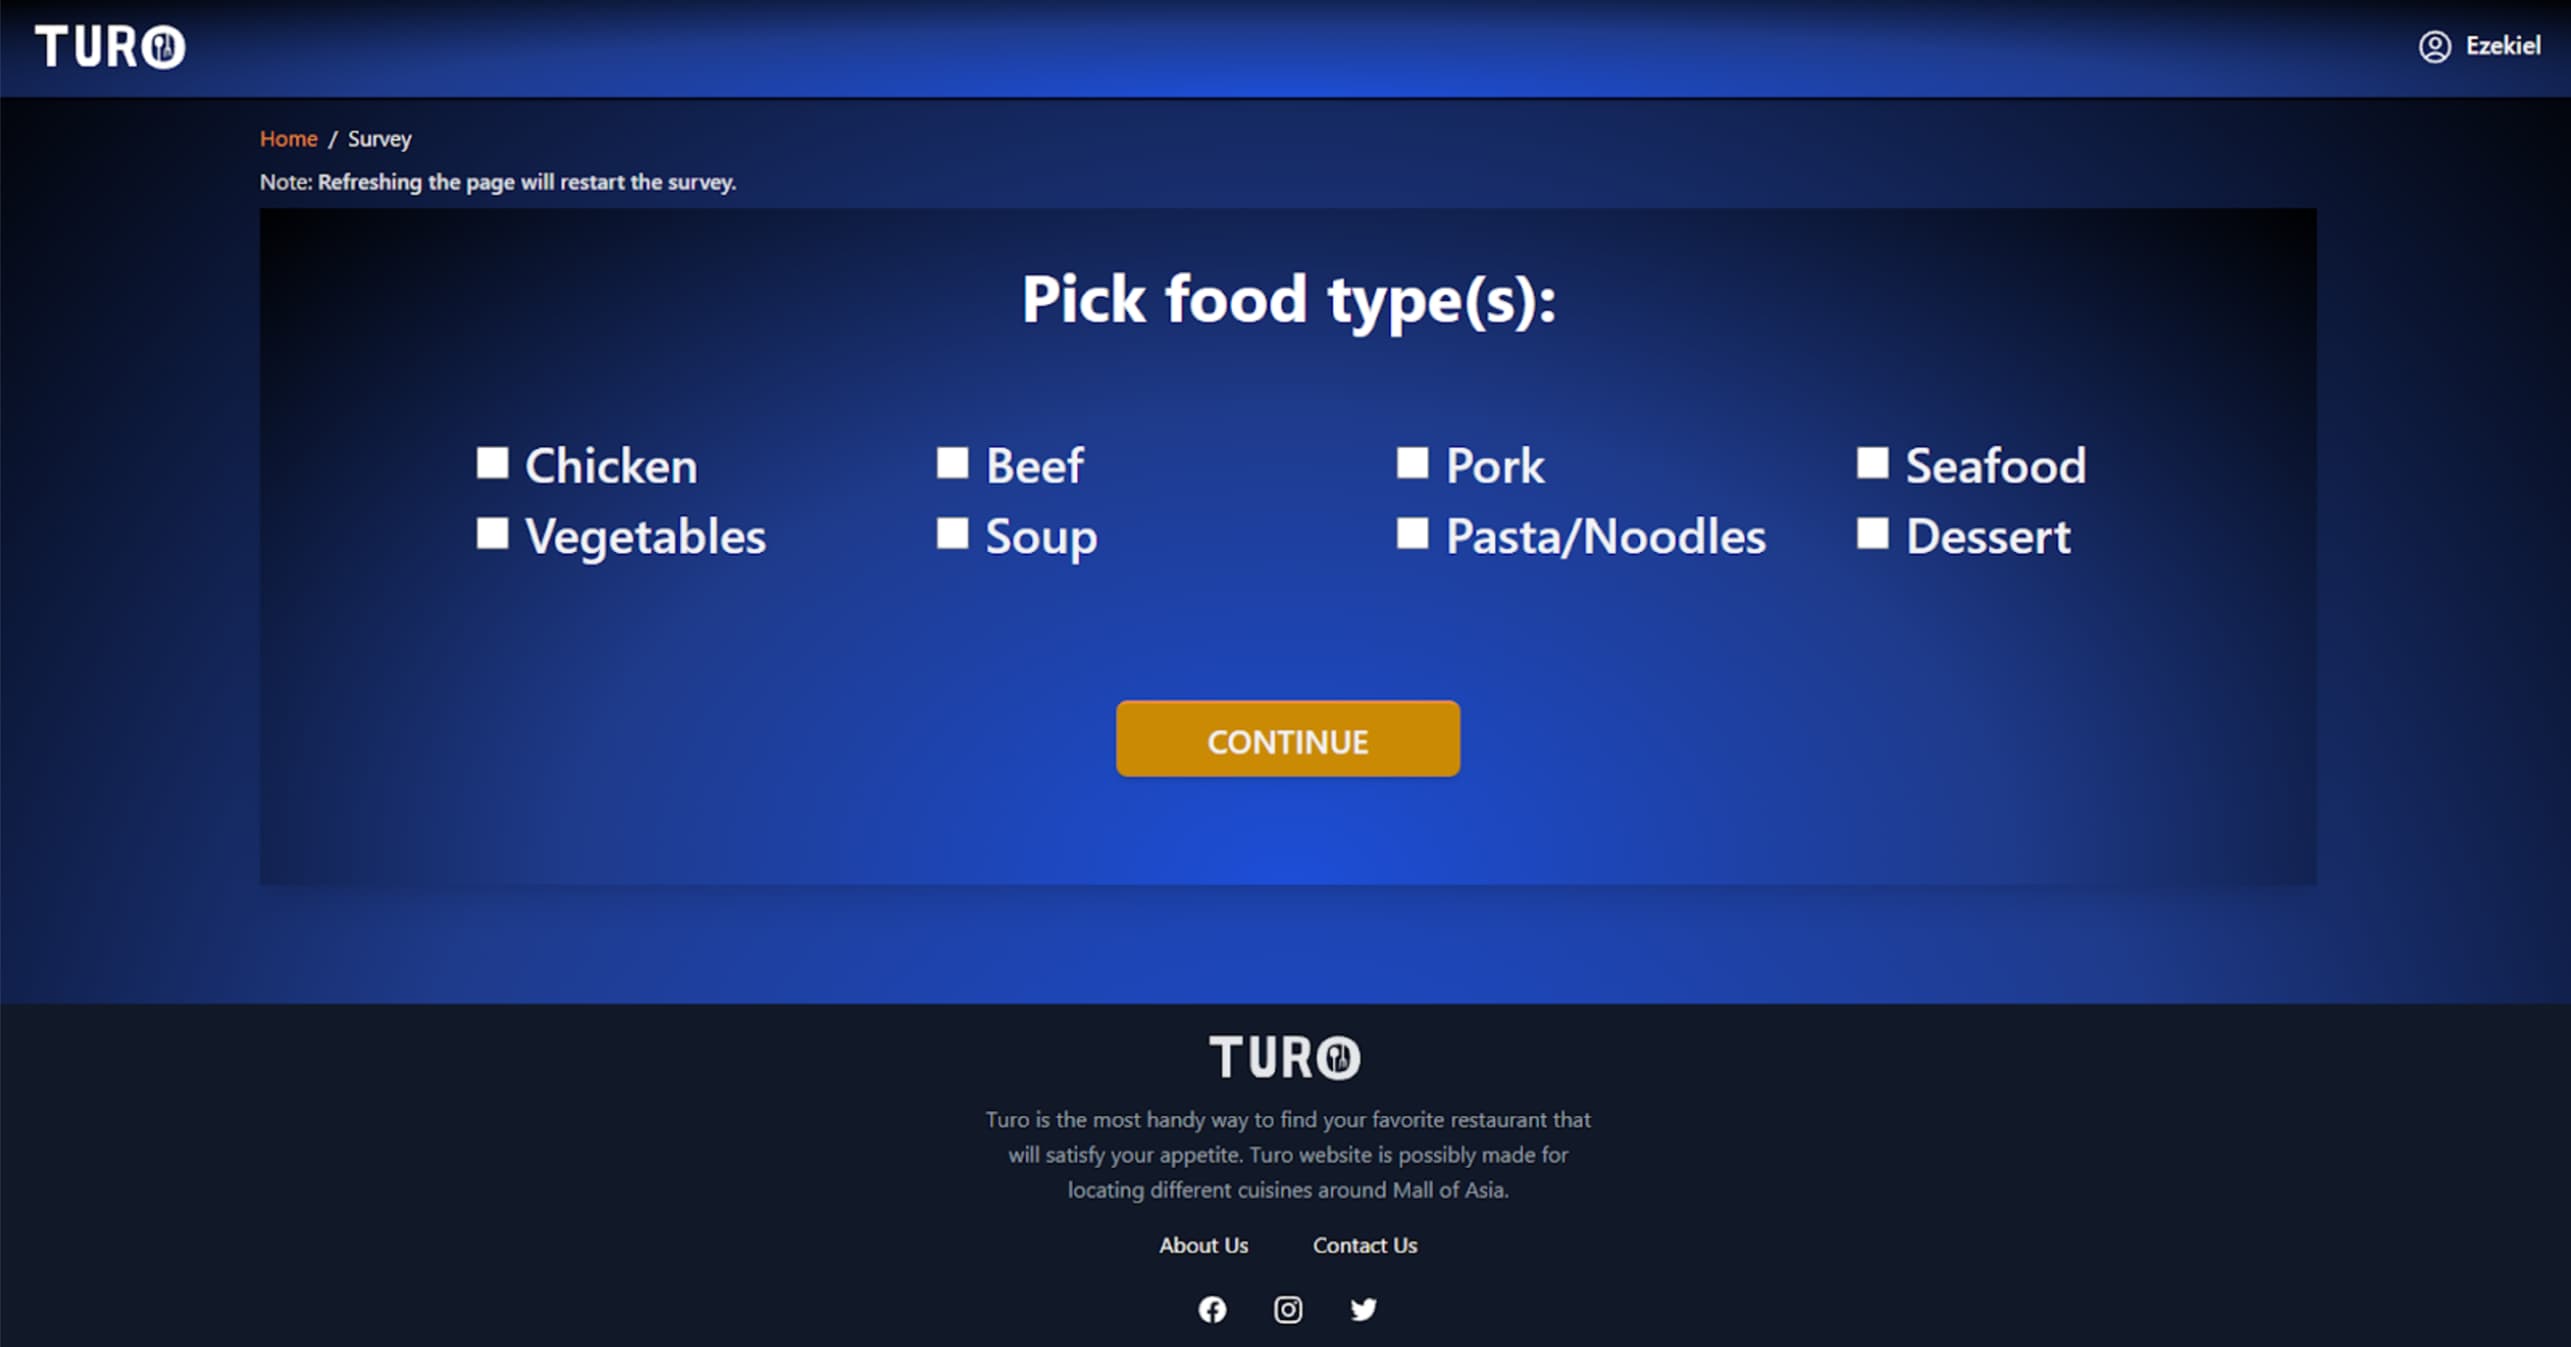 TURO
Ezekiel
Home / Survey
Note: Refreshing the page will restart the survey.
Pick food type(s):
Chicken
Beef
Pork
Seafood
Vegetables
Soup
Pasta/Noodles
Dessert
CONTINUE
TURO
Turo is the most handy way to find your favorite restaurant that
will satisfy your appetite. Turo website is possibly made for
locating different cuisines around Mall of Asia.
About Us
Contact Us